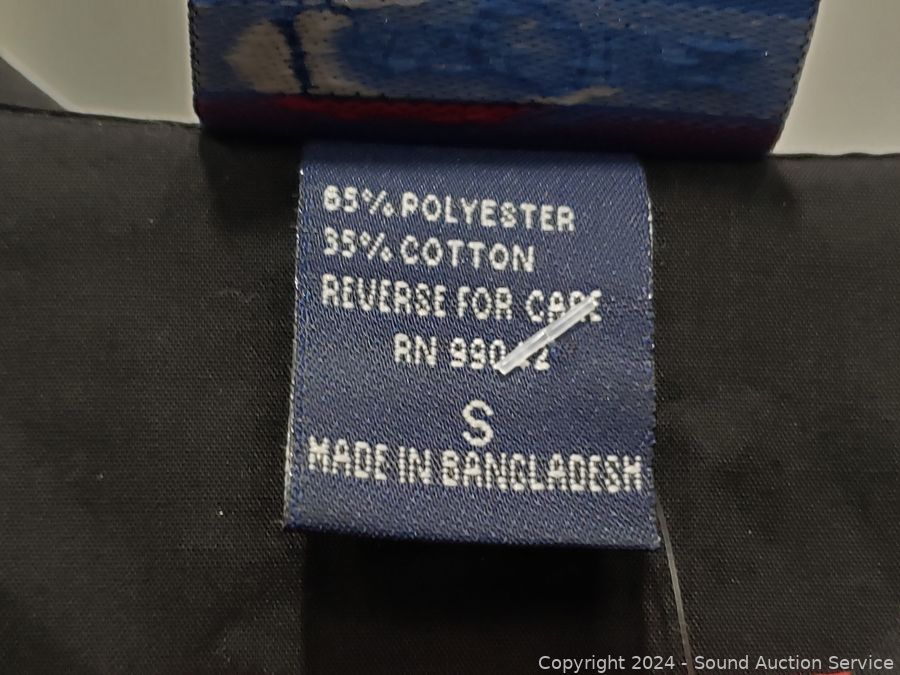 65% POLYESTER
35% COTTON
REVERSE FOR CARE
RN
S
MADE IN BANGLADESH
Copyright 2024 - Sound Auction Service